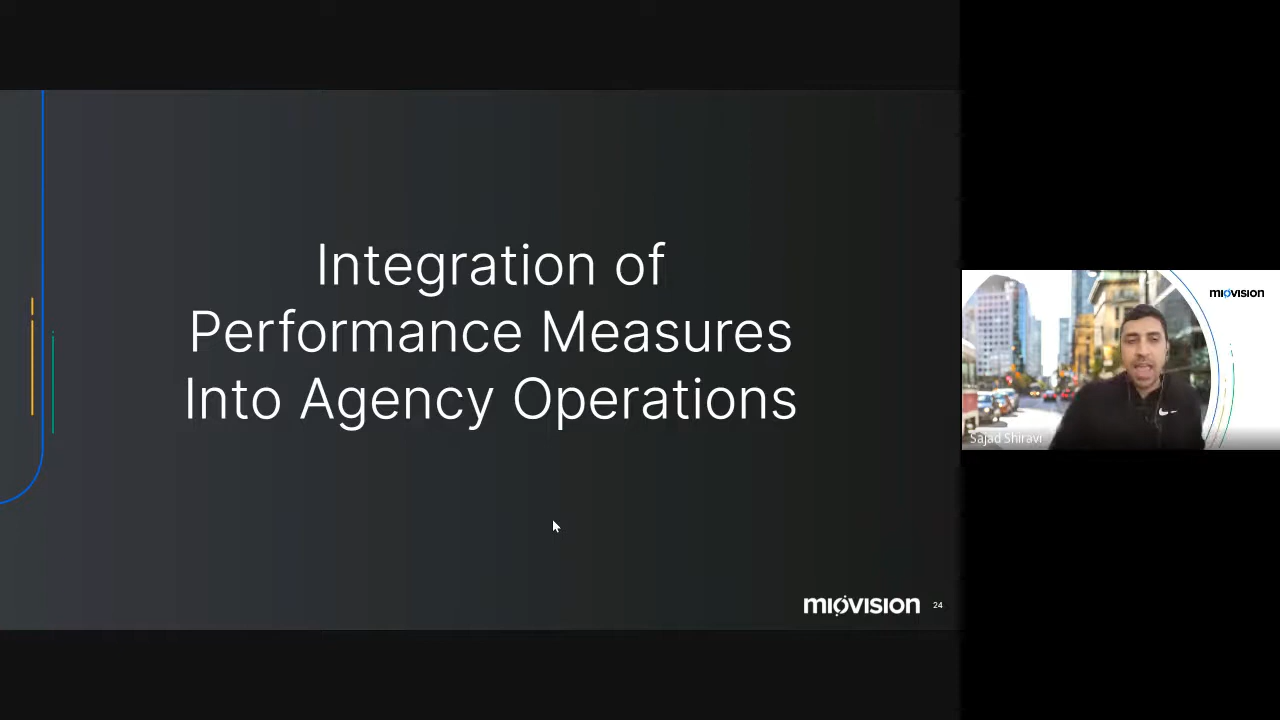 Integration of
Performance Measures
Into Agency Operations
miovision
24
miovision
Sajad Shiravi